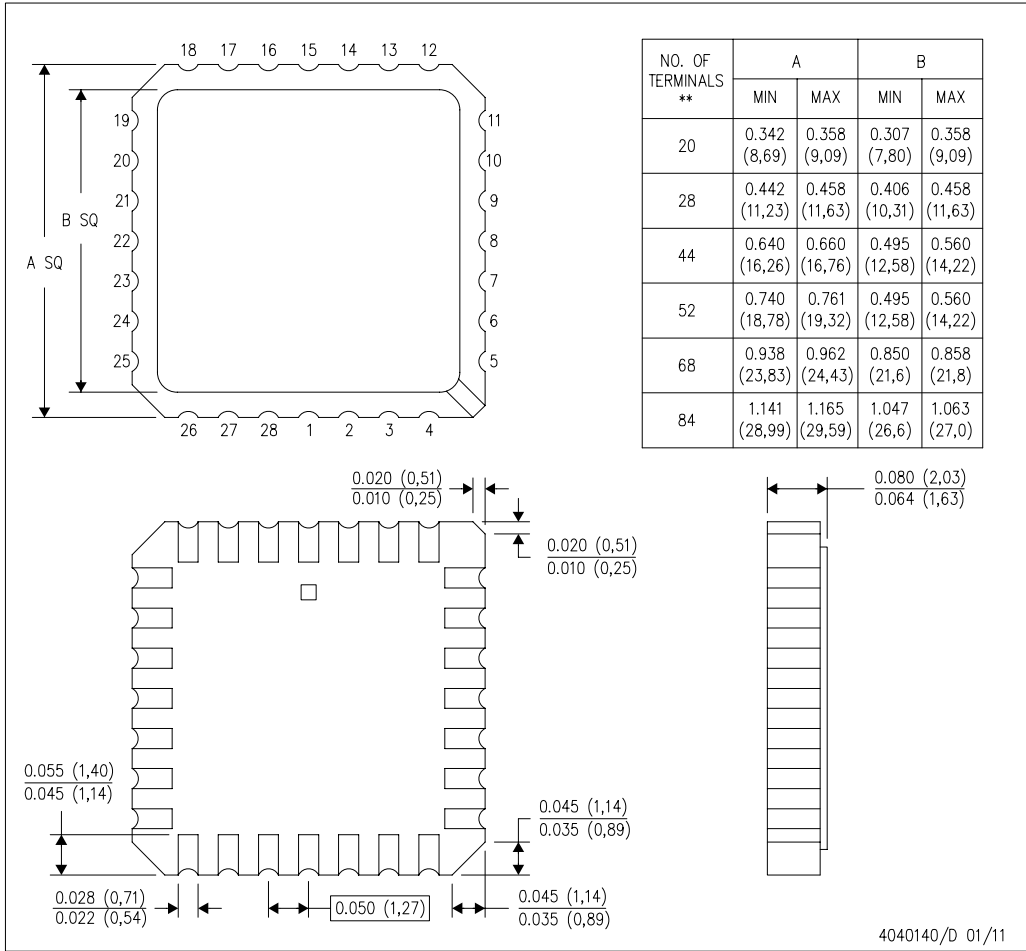 18 17 16 15 14 13 12
19
20
21
22
23
24
25
11
10
9
8
7
6
5
26 27 28 1 2 3 4
A SQ
B SQ
NO. OF TERMINALS ** A B
MIN MAX MIN MAX
20 0.342 (8,69) 0.358 (9,09) 0.307 (7,80) 0.358 (9,09)
28 0.442 (11,23) 0.458 (11,63) 0.406 (10,31) 0.458 (11,63)
44 0.640 (16,26) 0.660 (16,76) 0.495 (12,58) 0.560 (14,22)
52 0.740 (18,78) 0.761 (19,32) 0.495 (12,58) 0.560 (14,22)
68 0.938 (23,83) 0.962 (24,43) 0.850 (21,6) 0.858 (21,8)
84 1.141 (28,99) 1.165 (29,59) 1.047 (26,6) 1.063 (27,0)
0.020 (0,51)
0.010 (0,25)
0.020 (0,51)
0.010 (0,25)
0.080 (2,03)
0.064 (1,63)
0.055 (1,40)
0.045 (1,14)
0.045 (1,14)
0.035 (0,89)
0.028 (0,71)
0.022 (0,54)
0.050 (1,27)
0.045 (1,14)
0.035 (0,89)
4040140/D 01/11